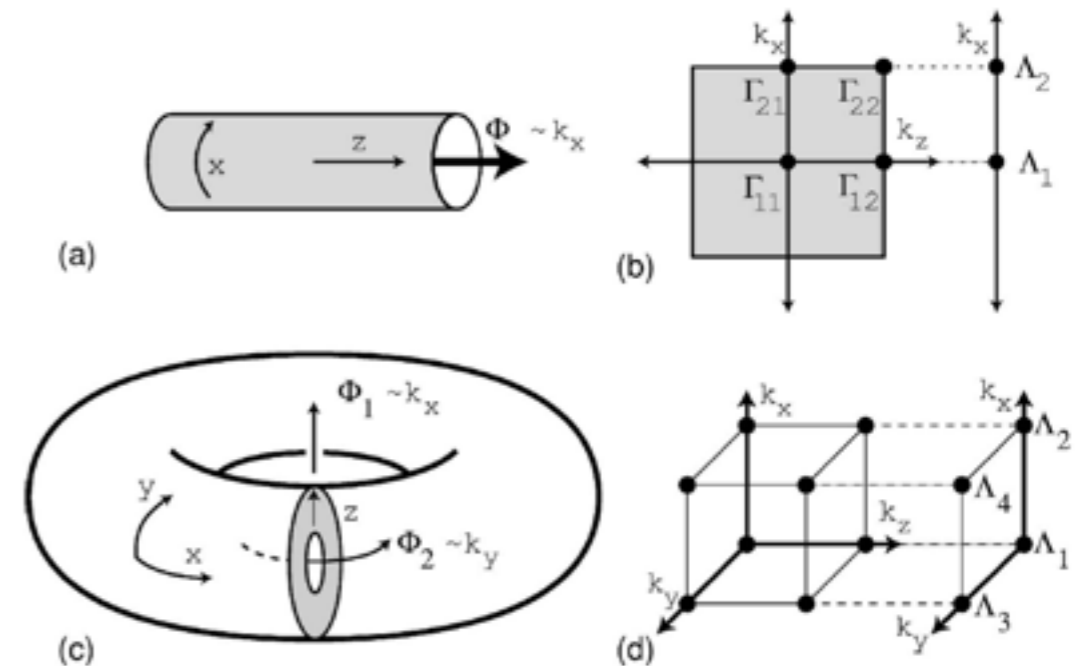 x
z
Φ ~k_x
(a)
k_x
k_x
Γ_21
Γ_22
Λ_2
k_z
Λ_1
Γ_11
Γ_12
(b)
Φ_1 ~k_x
y
x
z
Φ_2 ~k_y
(c)
k_x
k_x
Λ_2
Λ_4
k_z
Λ_1
k_y
Λ_3
k_y
(d)